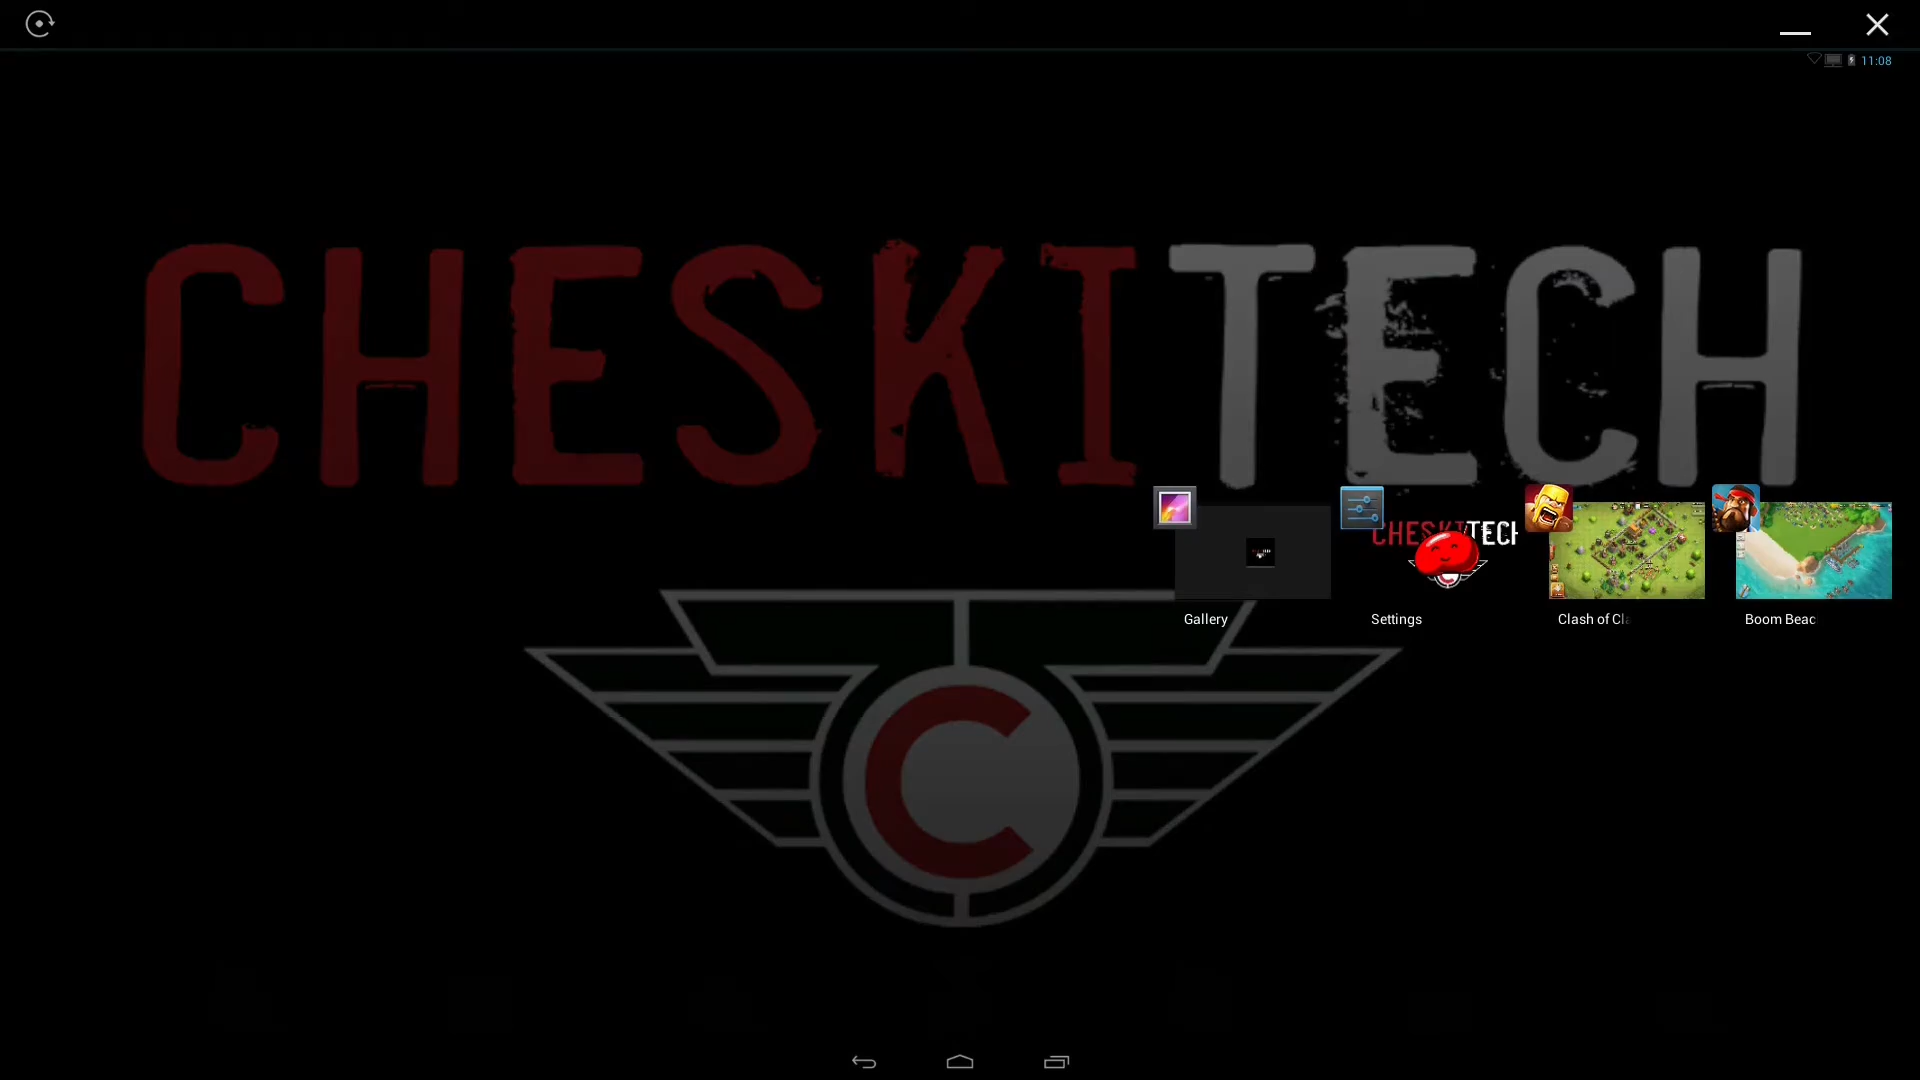 11:08
CHESKITECH
CHESKITECH
Gallery
Settings
Clash of Cla
Boom Beac
C